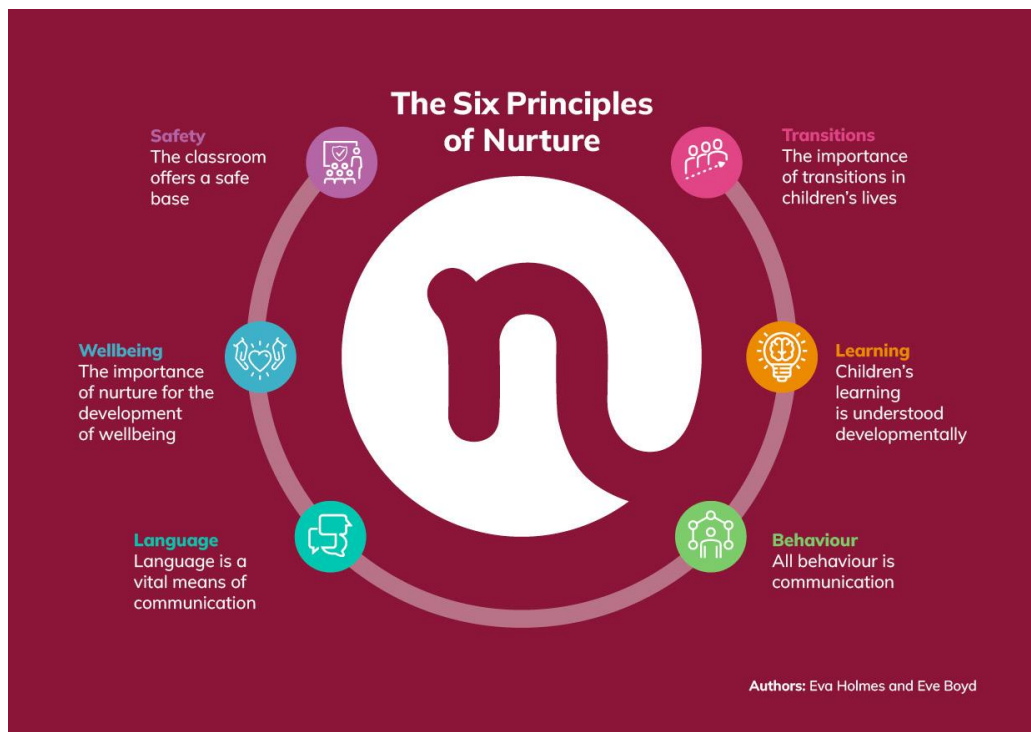 The Six Principles
of Nurture
Safety
The classroom
offers a safe
base
Transitions
The importance
of transitions in
children's lives
Wellbeing
The importance
of nurture for the
development
of wellbeing
Learning
Children's
learning
is understood
developmentally
Language
Language is a
vital means of
communication
Behaviour
All behaviour is
communication
n
Authors: Eva Holmes and Eve Boyd